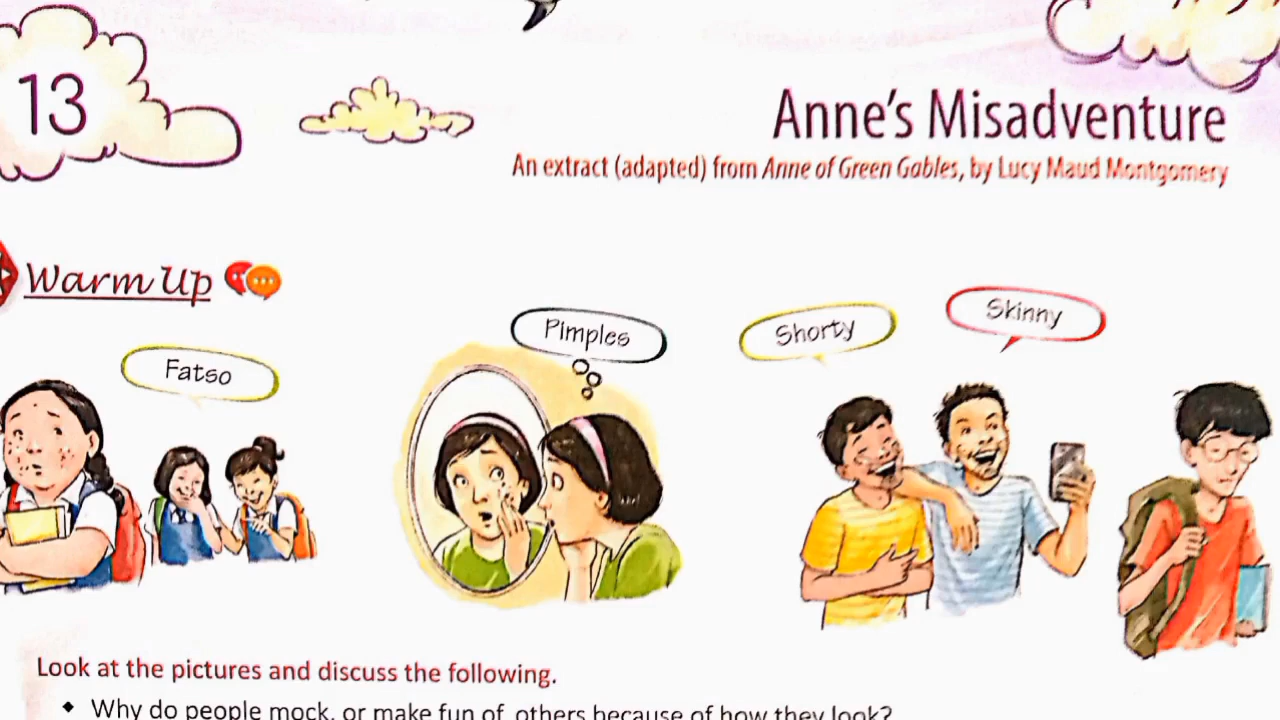 13
Anne's Misadventure
An extract (adapted) from Anne of Green Gables, by Lucy Maud Montgomery
Warm Up
Fatso
Pimples
Shorty
Skinny
Look at the pictures and discuss the following.
◆ Why do people mock, or make fun of, others because of how they look?